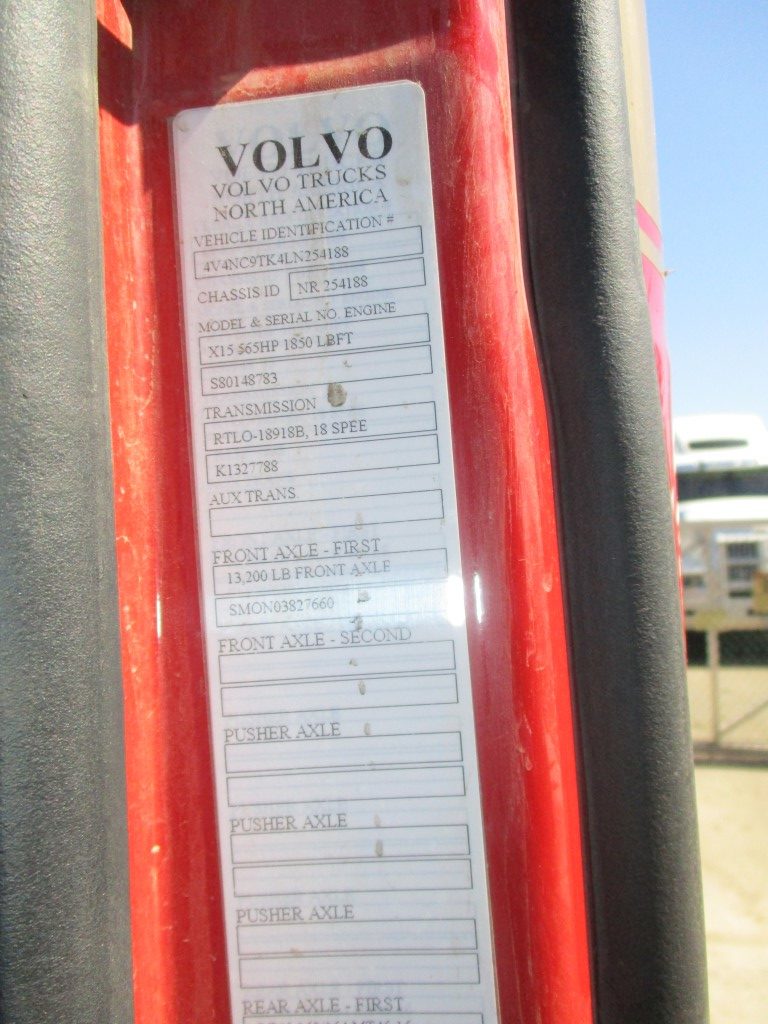 VOLVO
VOLVO TRUCKS
NORTH AMERICA
VEHICLE IDENTIFICATION #
4V4NC9TK4LN254188
CHASSIS ID NR 254188
MODEL & SERIAL NO. ENGINE
X15 565HP 1850 LBFT
S80148783
TRANSMISSION
RTLO-18918B, 18 SPEE
K1327788
AUX TRANS.
FRONT AXLE - FIRST
13,200 LB FRONT AXLE
SMON03827660
FRONT AXLE - SECOND
PUSHER AXLE
PUSHER AXLE
PUSHER AXLE
REAR AXLE - FIRST